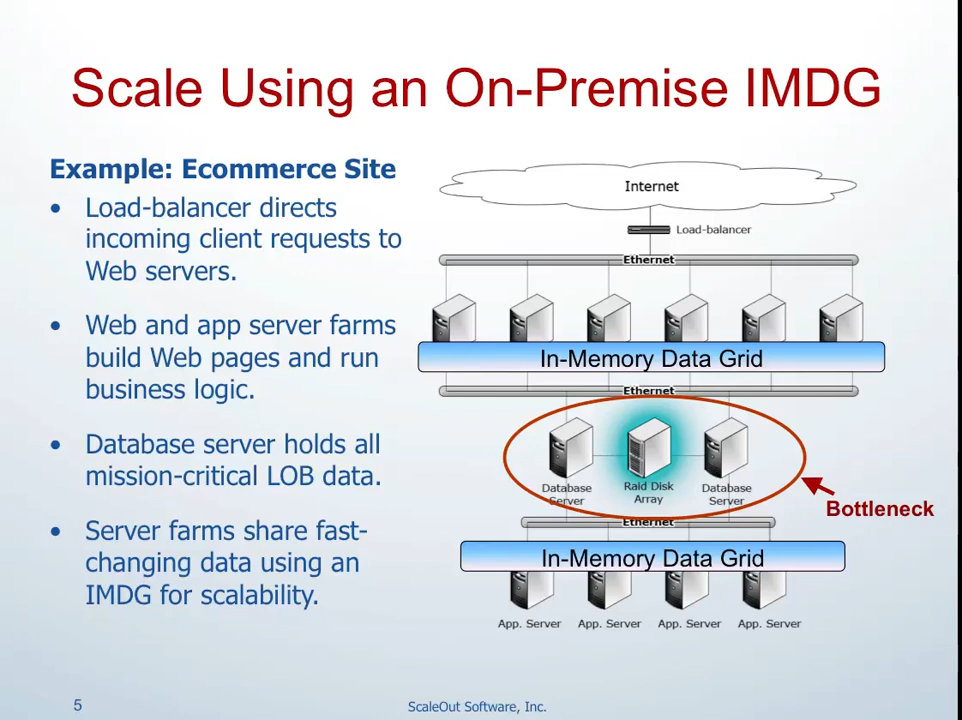 Scale Using an On-Premise IMDG
Example: Ecommerce Site
• Load-balancer directs
incoming client requests to
Web servers.
• Web and app server farms
build Web pages and run
business logic.
• Database server holds all
mission-critical LOB data.
• Server farms share fast-
changing data using an
IMDG for scalability.
Internet
Load-balancer
Ethernet
In-Memory Data Grid
Ethernet
Database
Server
Raid Disk
Array
Database
Server
Bottleneck
Ethernet
In-Memory Data Grid
App. Server App. Server App. Server App. Server
5
ScaleOut Software, Inc.